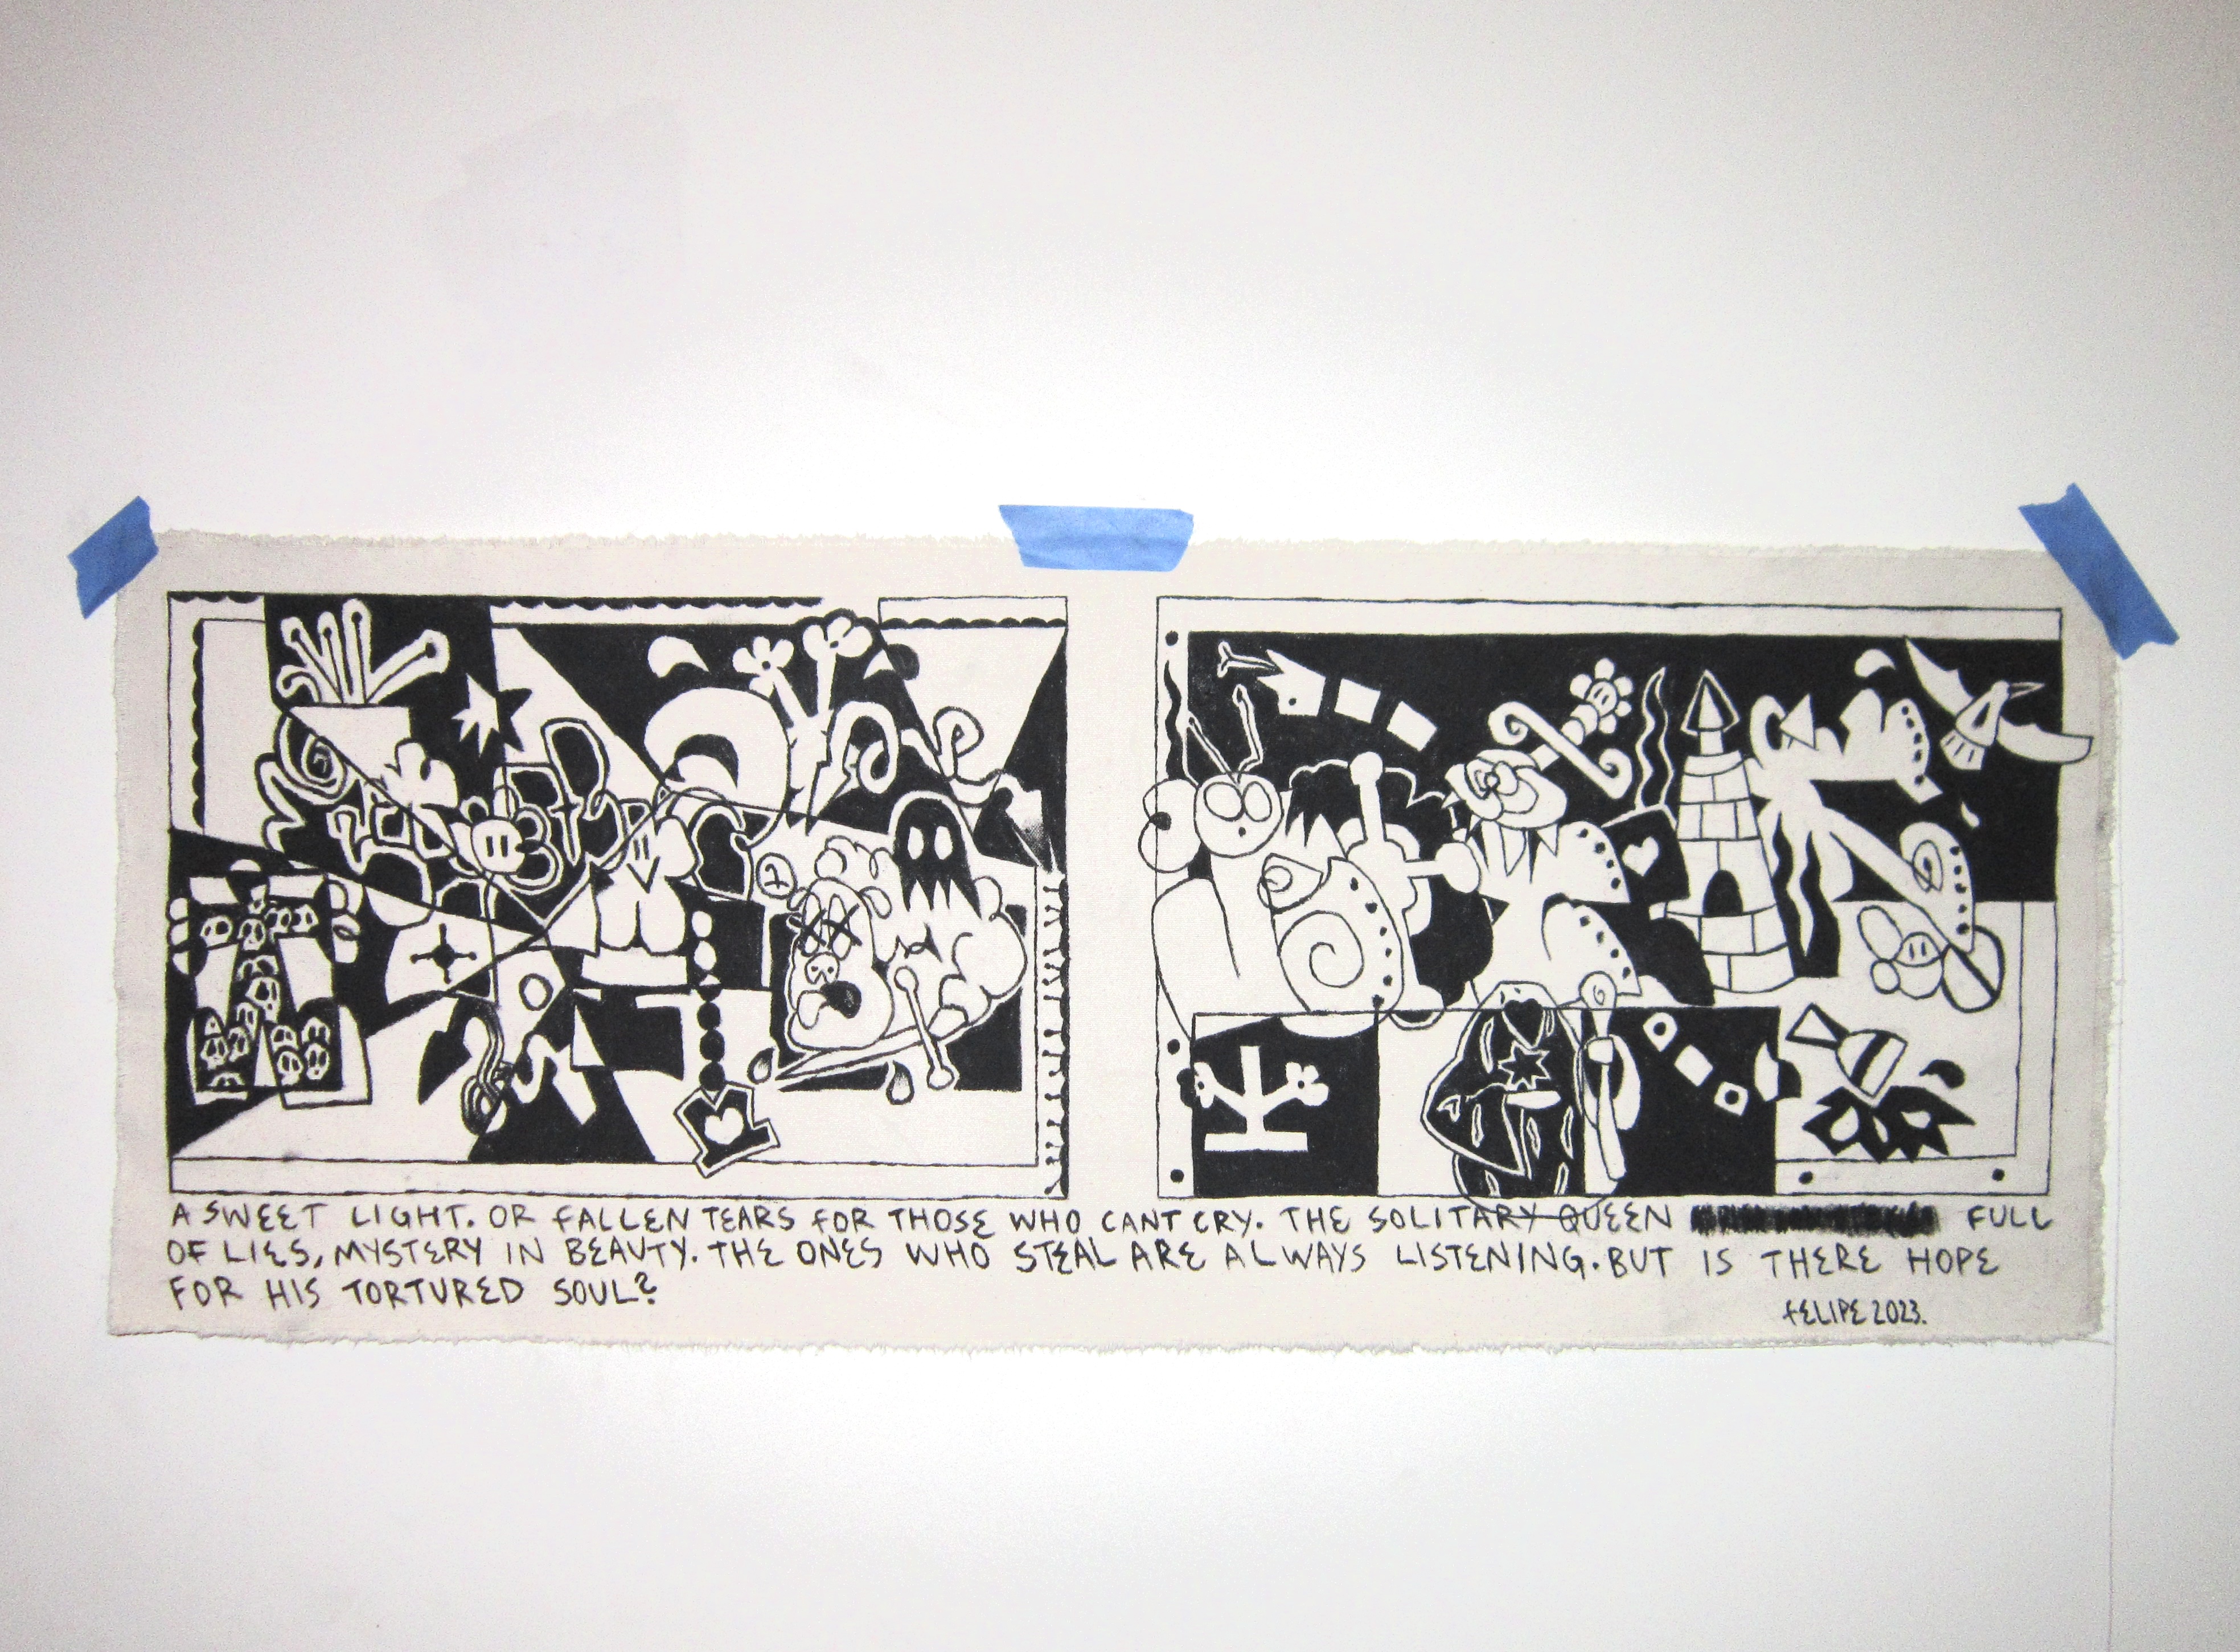 A SWEET LIGHT. OR FALLEN TEARS FOR THOSE WHO CANT CRY. THE SOLITARY QUEEN FULL
OF LIES, MYSTERY IN BEAUTY. THE ONES WHO STEAL ARE ALWAYS LISTENING. BUT IS THERE HOPE
FOR HIS TORTURED SOUL?
FELIPE 2023.